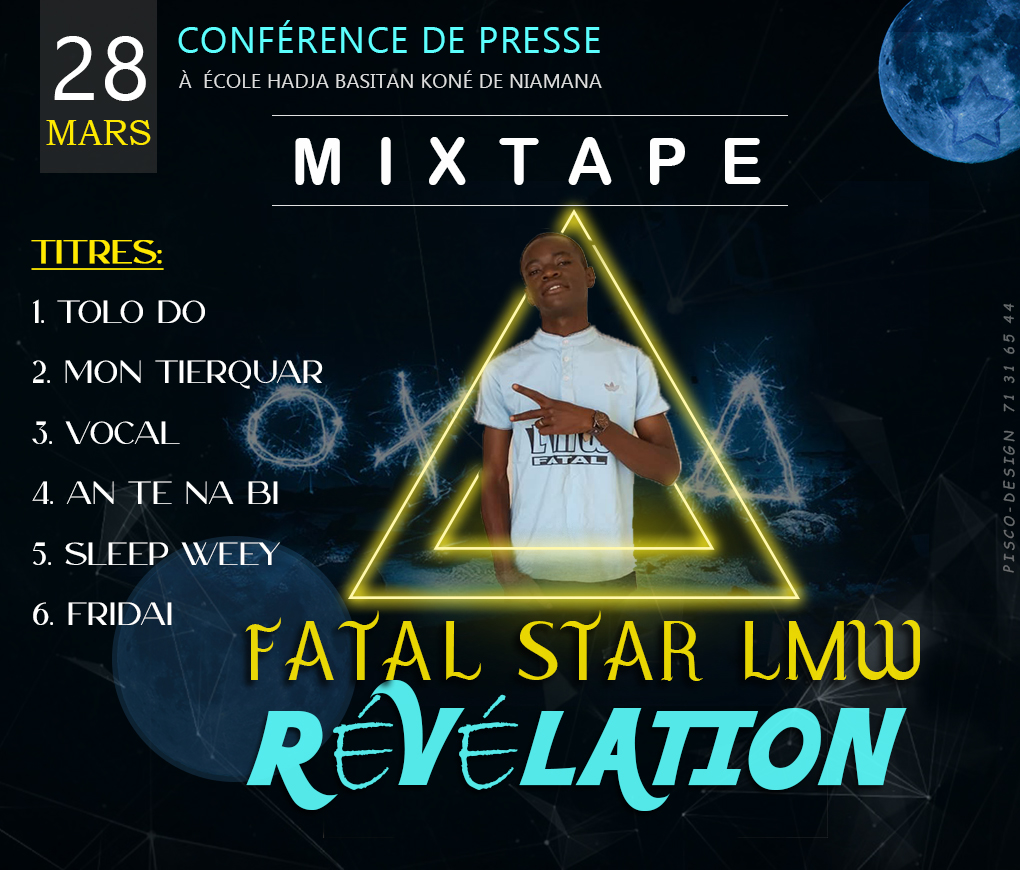 28
MARS
CONFÉRENCE DE PRESSE
À ÉCOLE HADJA BASITAN KONÉ DE NIAMANA
MIXTAPE
TITRES:
1. TOLO DO
2. MON TIERQUAR
3. VOCAL
4. AN TE NA BI
5. SLEEP WEEY
6. FRIDAI
FATAL
FATAL STAR LMW
RÉVÉLATION
PISCO-DESIGN 71 31 65 44